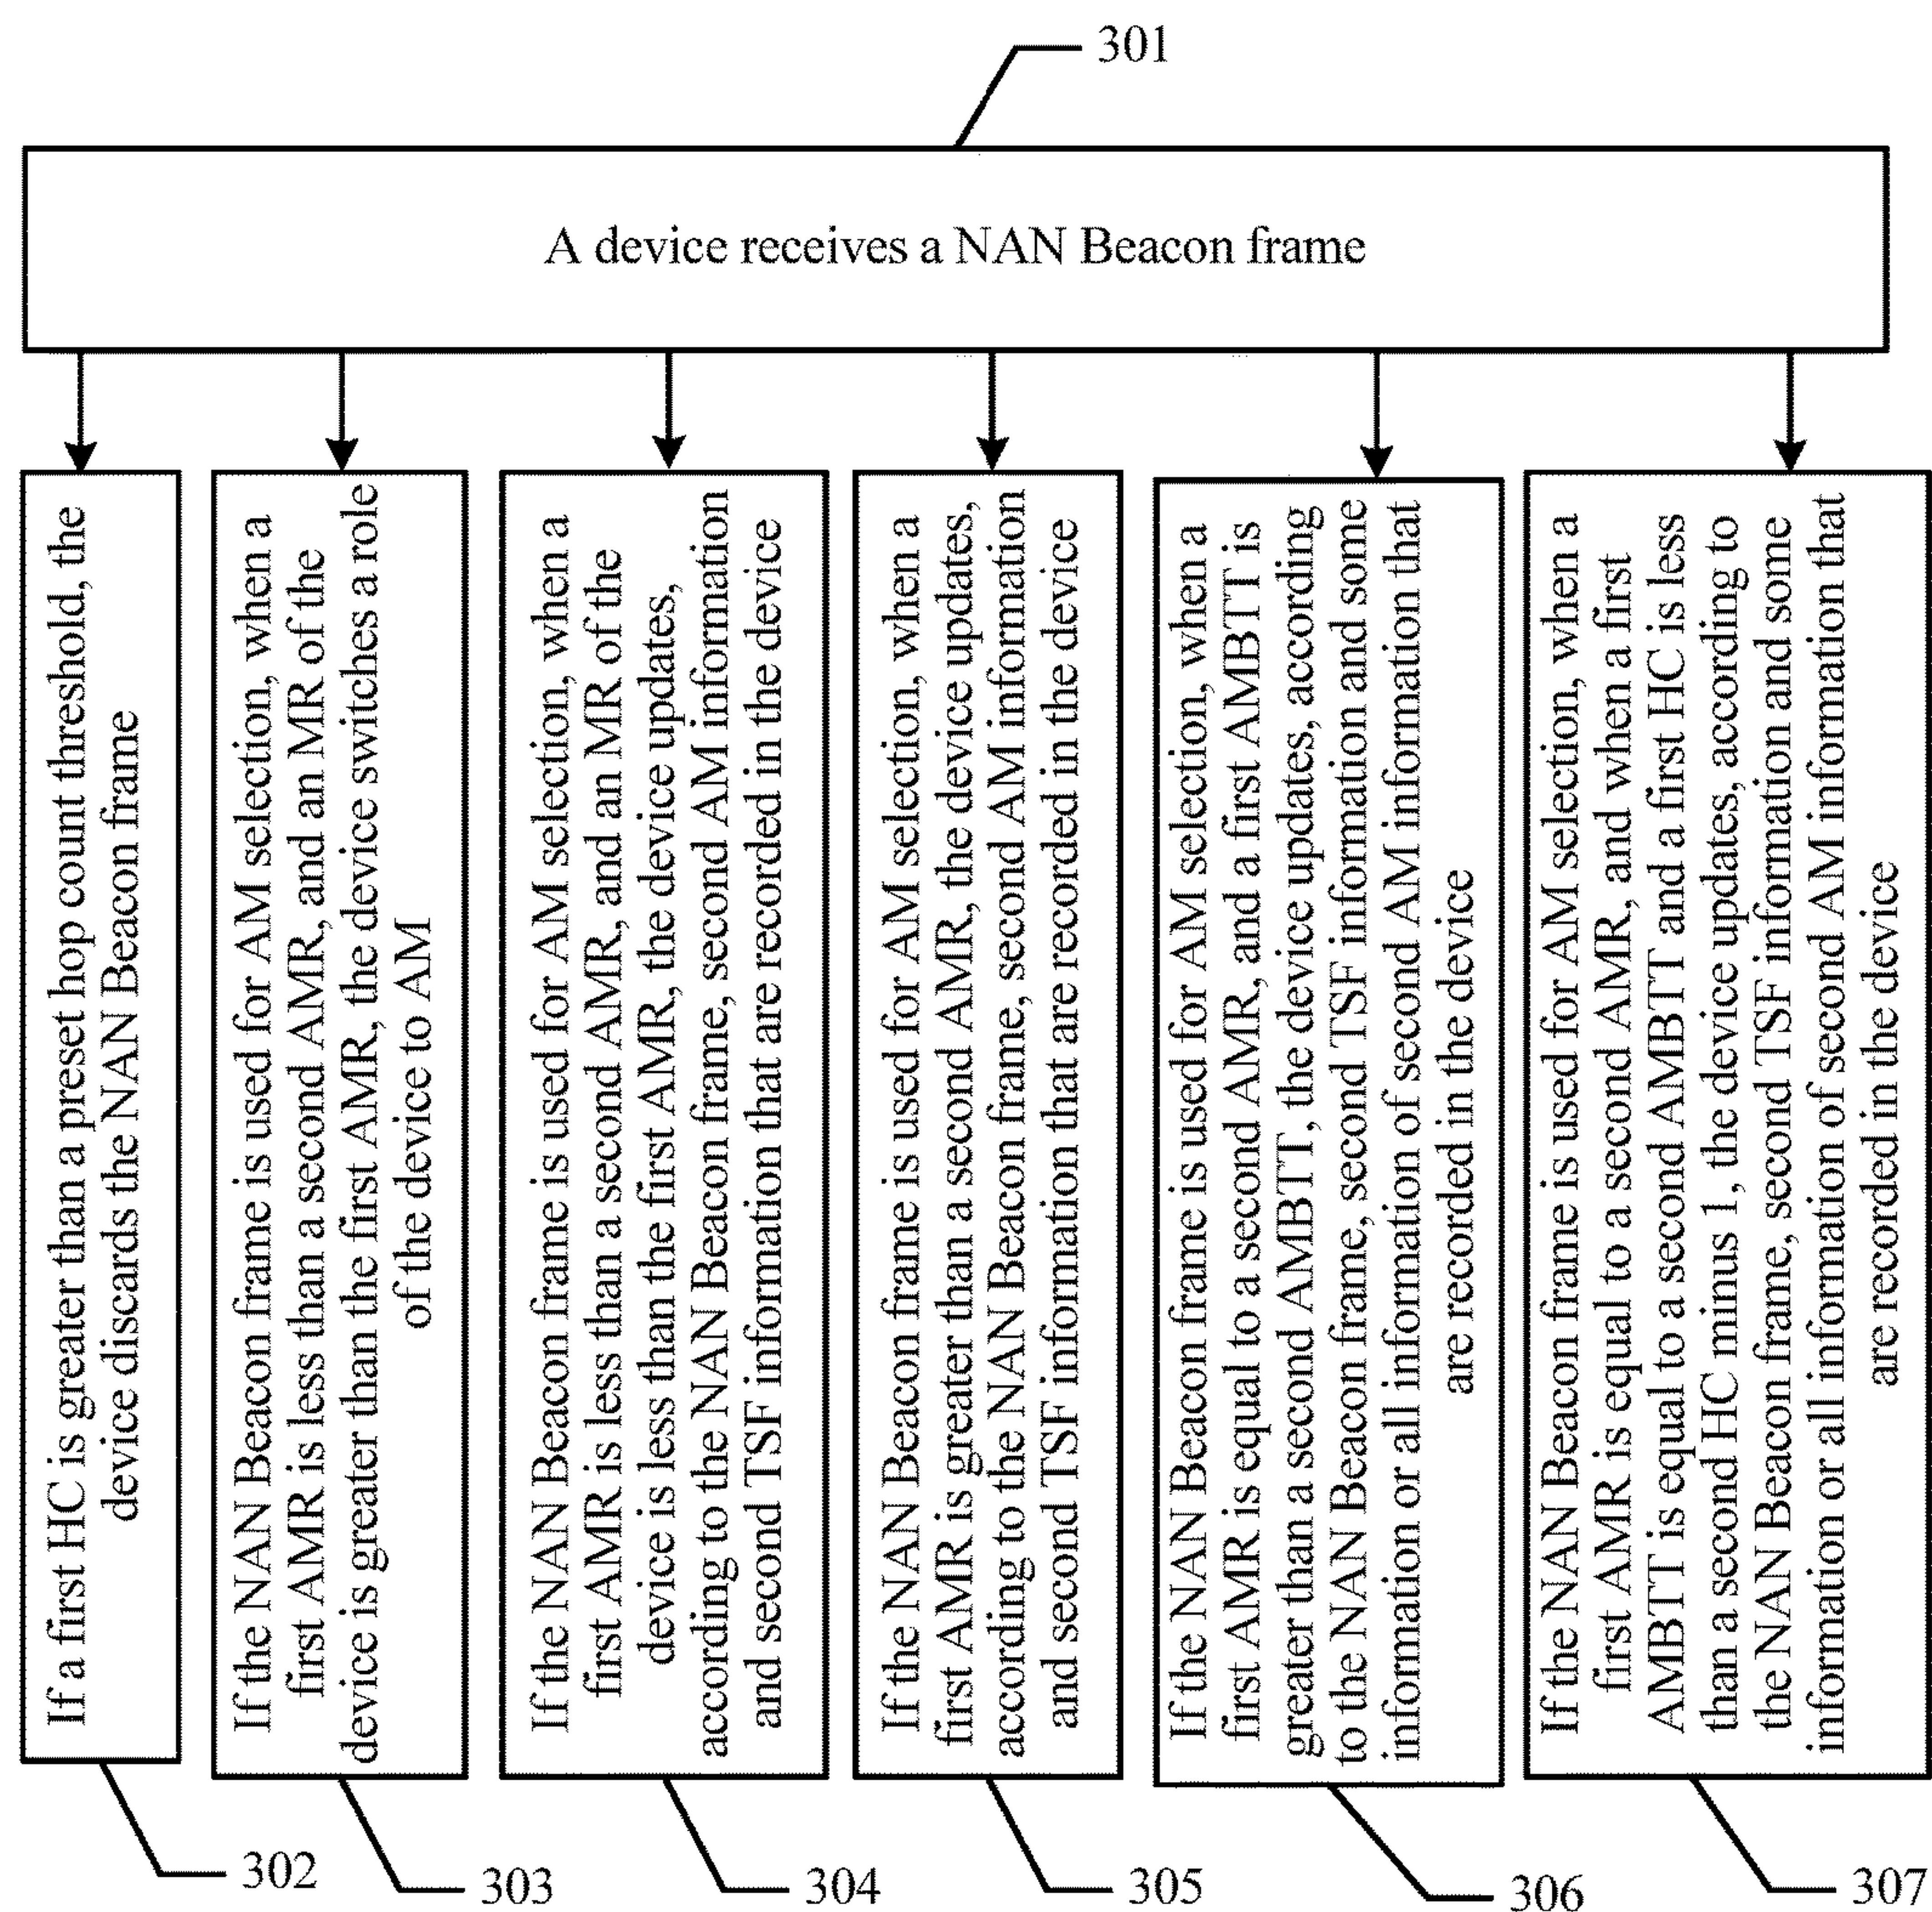 301
A device receives a NAN Beacon frame
If a first HC is greater than a preset hop count threshold, the
device discards the NAN Beacon frame
If the NAN Beacon frame is used for AM selection, when a
first AMR is less than a second AMR, and an MR of the
device is greater than the first AMR, the device switches a role
of the device to AM
If the NAN Beacon frame is used for AM selection, when a
first AMR is less than a second AMR, and an MR of the
device is less than the first AMR, the device updates,
according to the NAN Beacon frame, second AM information
and second TSF information that are recorded in the device
If the NAN Beacon frame is used for AM selection, when a
first AMR is greater than a second AMR, the device updates,
according to the NAN Beacon frame, second AM information
and second TSF information that are recorded in the device
If the NAN Beacon frame is used for AM selection, when a
first AMR is equal to a second AMR, and a first AMBTT is
greater than a second AMBTT, the device updates, according
to the NAN Beacon frame, second TSF information and some
information or all information of second AM information that
are recorded in the device
If the NAN Beacon frame is used for AM selection, when a
first AMR is equal to a second AMR, and when a first
AMBTT is equal to a second AMBTT and a first HC is less
than a second HC minus 1, the device updates, according to
the NAN Beacon frame, second TSF information and some
information or all information of second AM information that
are recorded in the device
302
303
304
305
306
307